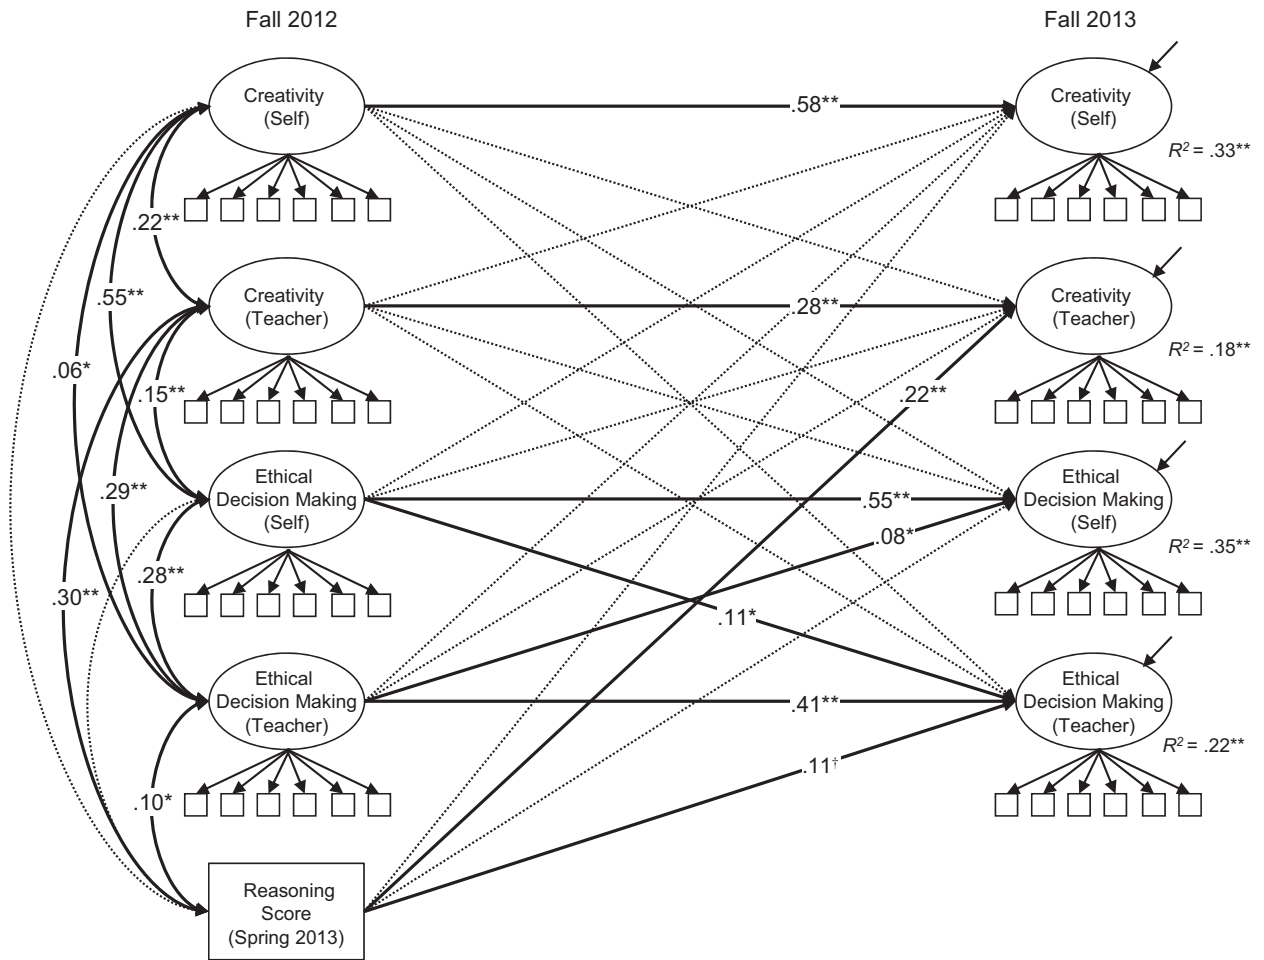 Fall 2012
Fall 2013
Creativity
(Self)
.58**
Creativity
(Self)
R² = .33**
.22**
Creativity
(Teacher)
.55**
.28**
Creativity
(Teacher)
R² = .18**
.06*
.15**
.22**
Ethical
Decision Making
(Self)
.29**
.55**
Ethical
Decision Making
(Self)
.08*
R² = .35**
.28**
.30**
.11*
Ethical
Decision Making
(Teacher)
.41**
Ethical
Decision Making
(Teacher)
R² = .22**
.11†
.10*
Reasoning
Score
(Spring 2013)